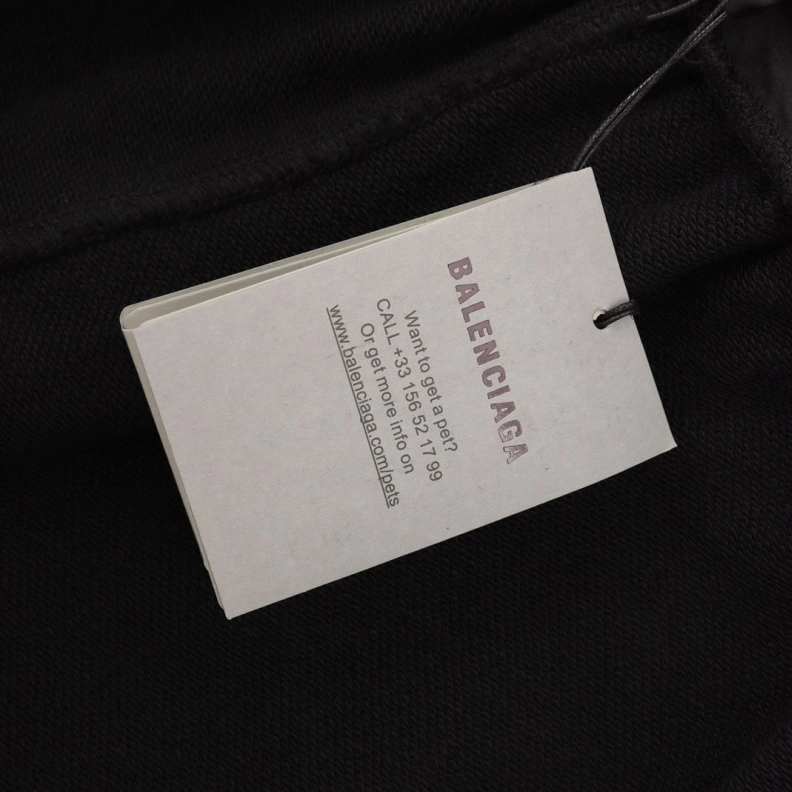 BALENCIAGA
Want to get a pet?
CALL +33 156 52 17 99
Or get more info on
www.balenciaga.com/pets